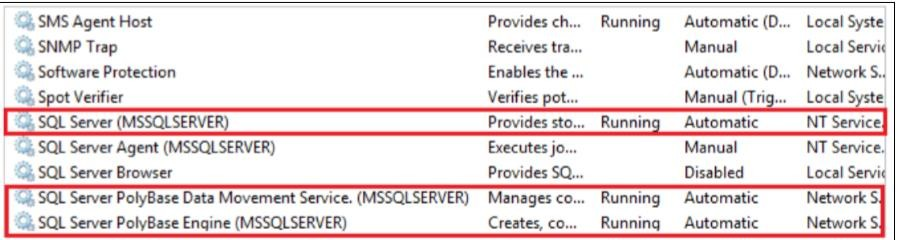 SMS Agent Host Provides ch... Running Automatic (D... Local Syste
SNMP Trap Receives tra... Manual Local Servic
Software Protection Enables the ... Automatic (D... Network S..
Spot Verifier Verifies pot... Manual (Trig... Local Syste
SQL Server (MSSQLSERVER) Provides sto... Running Automatic NT Service.
SQL Server Agent (MSSQLSERVER) Executes jo... Manual NT Service.
SQL Server Browser Provides SQ... Disabled Local Servic
SQL Server PolyBase Data Movement Service. (MSSQLSERVER) Manages co... Running Automatic Network S.
SQL Server PolyBase Engine (MSSQLSERVER) Creates, co... Running Automatic Network S.